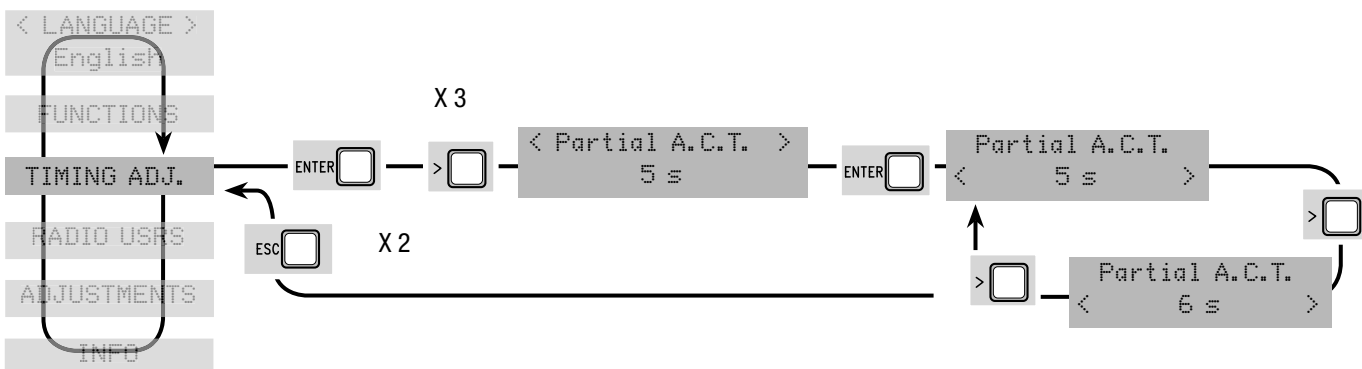 < LANGUAGE >
English
FUNCTIONS
TIMING ADJ.
RADIO USRS
ADJUSTMENTS
INFO
ENTER
X 3
>
< Partial A.C.T. >
5 s
ENTER
Partial A.C.T.
< 5 s >
>
Partial A.C.T.
< 6 s >
>
ESC
X 2